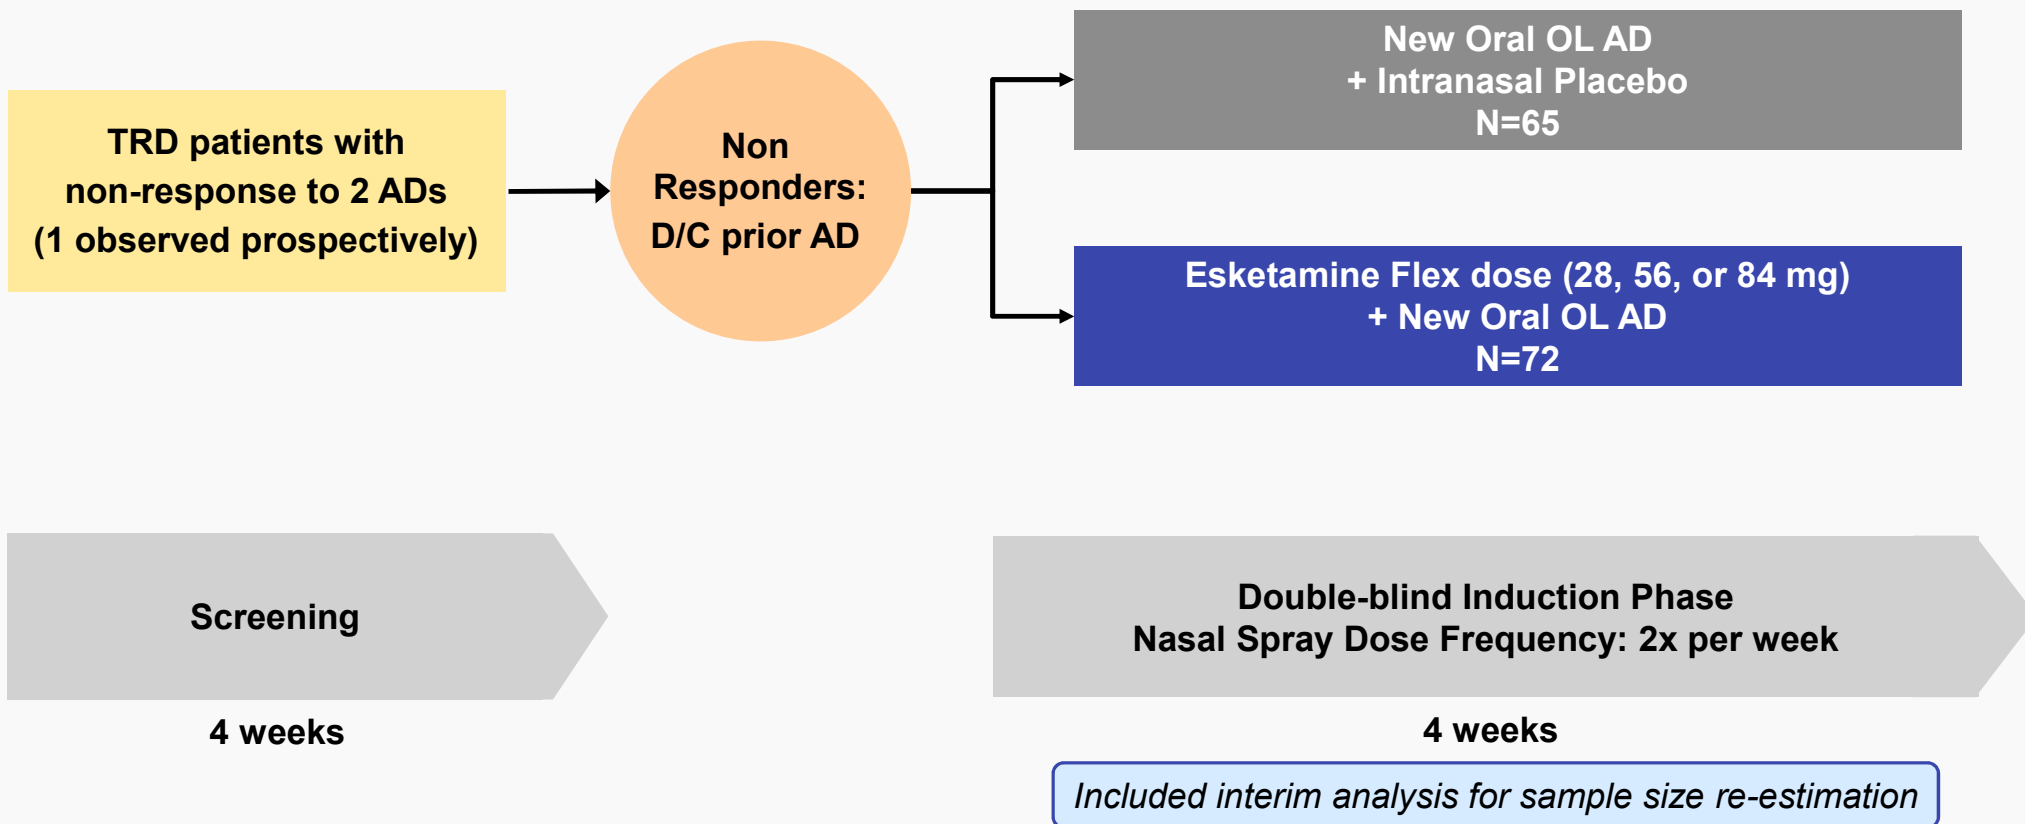 TRD patients with
non-response to 2 ADs
(1 observed prospectively)
Non
Responders:
D/C prior AD
New Oral OL AD
+ Intranasal Placebo
N=65
Esketamine Flex dose (28, 56, or 84 mg)
+ New Oral OL AD
N=72
Screening
4 weeks
Double-blind Induction Phase
Nasal Spray Dose Frequency: 2x per week
4 weeks
Included interim analysis for sample size re-estimation